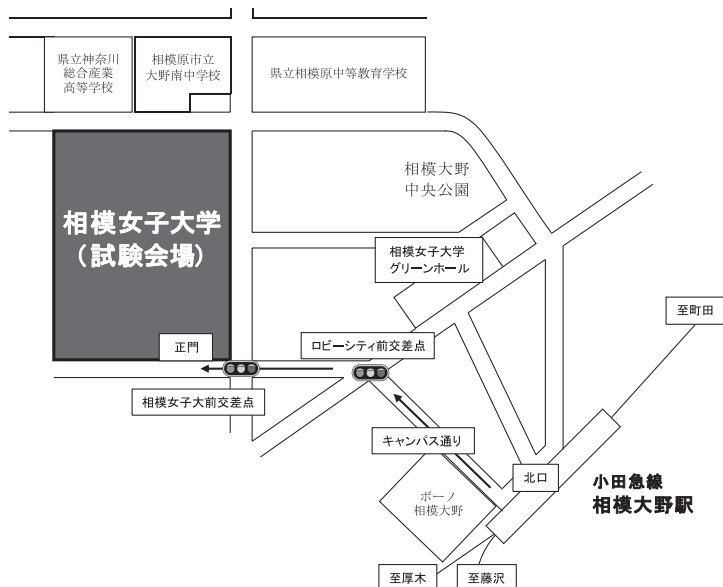 県立神奈川
総合産業
高等学校
相模原市立
大野南中学校
県立相模原中等教育学校
相模大野
中央公園
相模女子大学
（試験会場）
相模女子大学
グリーンホール
至町田
正門
ロビーシティ前交差点
相模女子大前交差点
キャンパス通り
北口
小田急線
相模大野駅
ボーノ
相模大野
至厚木
至藤沢